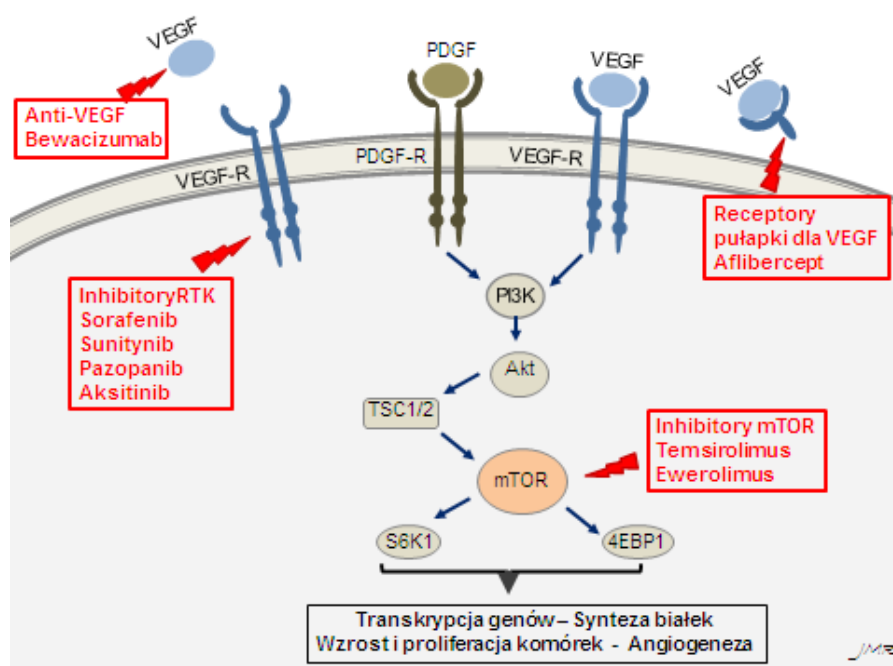 VEGF
Anti-VEGF
Bewacizumab
VEGF-R
PDGF
PDGF-R
VEGF
VEGF-R
VEGF
Receptory
pułapki dla VEGF
Aflibercept
InhibitoryRTK
Sorafenib
Sunitynib
Pazopanib
Aksitinib
PI3K
Akt
TSC1/2
mTOR
Inhibitory mTOR
Temsirolimus
Ewerolimus
S6K1
4EBP1
Transkrypcja genów – Synteza białek
Wzrost i proliferacja komórek - Angiogeneza
JMR